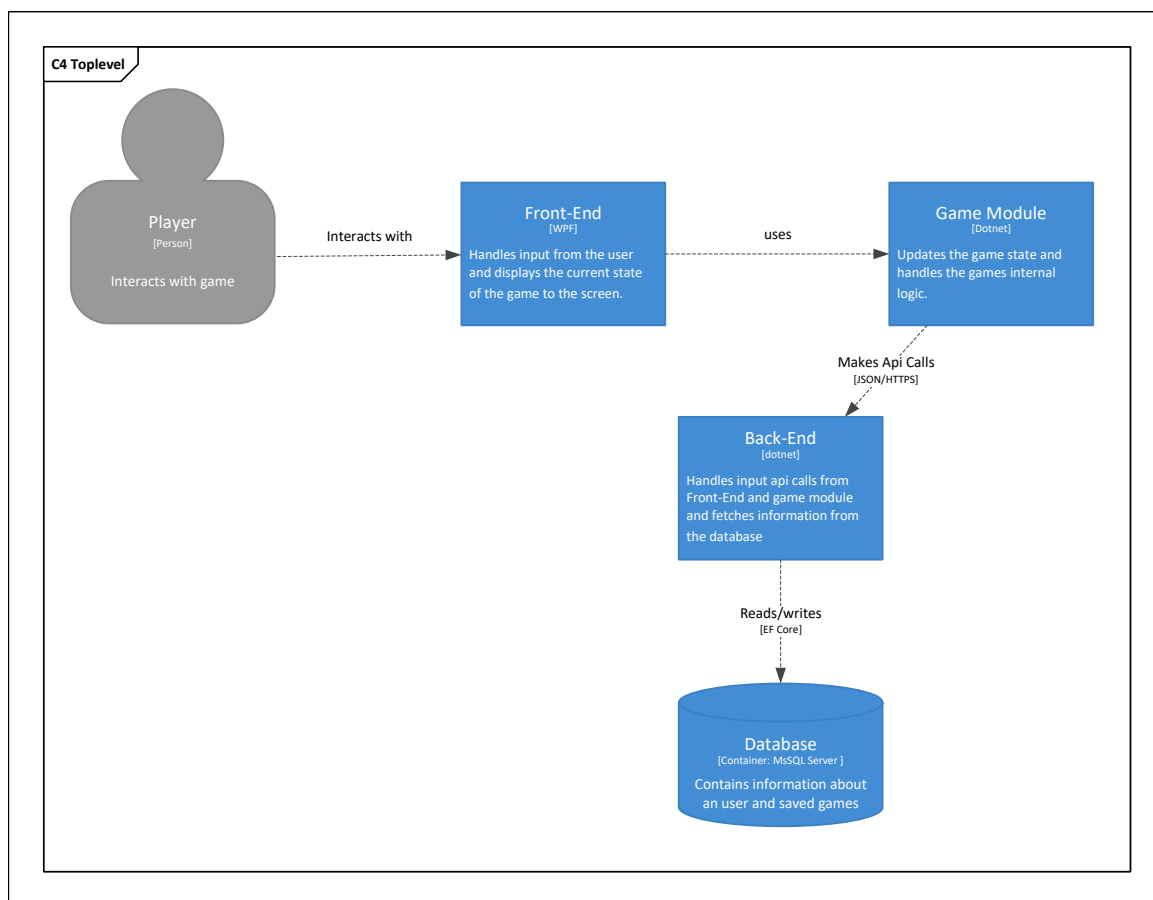 C4 Toplevel
Player
[Person]
Interacts with game
Interacts with
Front-End
[WPF]
Handles input from the user
and displays the current state
of the game to the screen.
uses
Game Module
[Dotnet]
Updates the game state and
handles the games internal
logic.
Makes Api Calls
[JSON/HTTPS]
Back-End
[dotnet]
Handles input api calls from
Front-End and game module
and fetches information from
the database
Reads/writes
[EF Core]
Database
[Container: MsSQL Server ]
Contains information about
an user and saved games